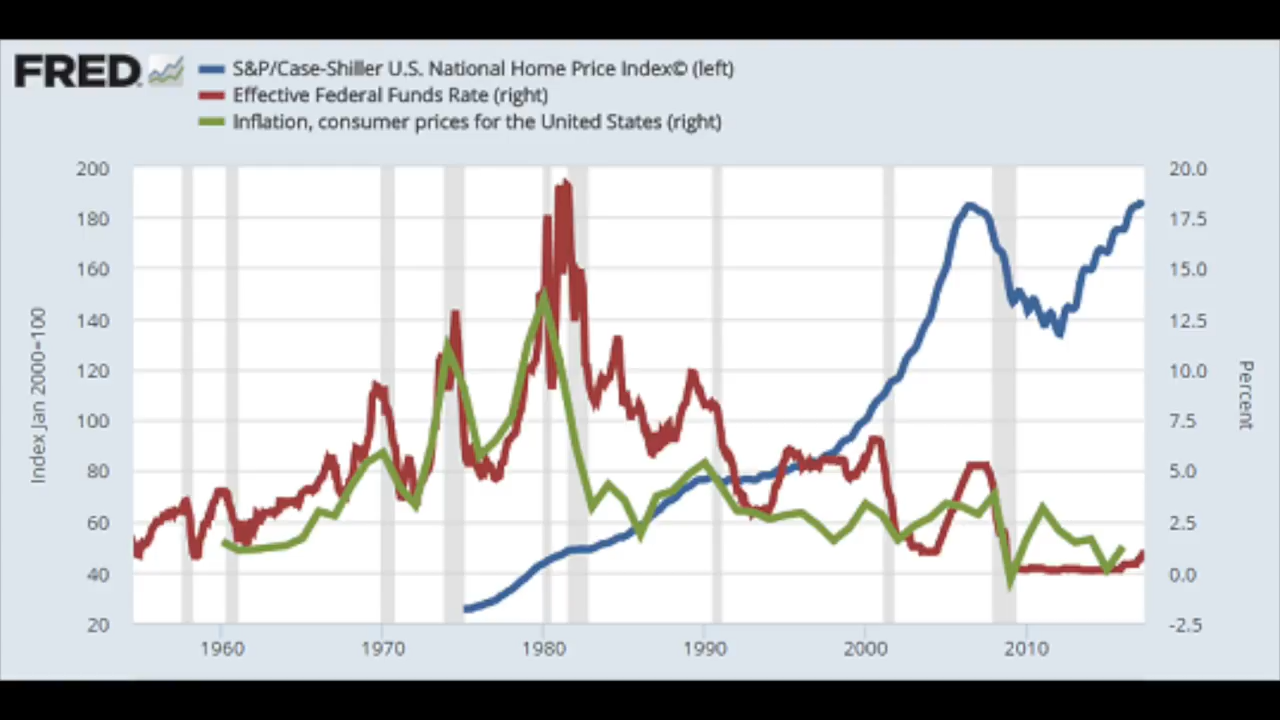 FRED
S&P/Case-Shiller U.S. National Home Price Index© (left)
Effective Federal Funds Rate (right)
Inflation, consumer prices for the United States (right)
200
180
160
140
120
100
80
60
40
20
Index Jan 2000=100
20.0
17.5
15.0
12.5
10.0
7.5
5.0
2.5
0.0
-2.5
Percent
1960 1970 1980 1990 2000 2010